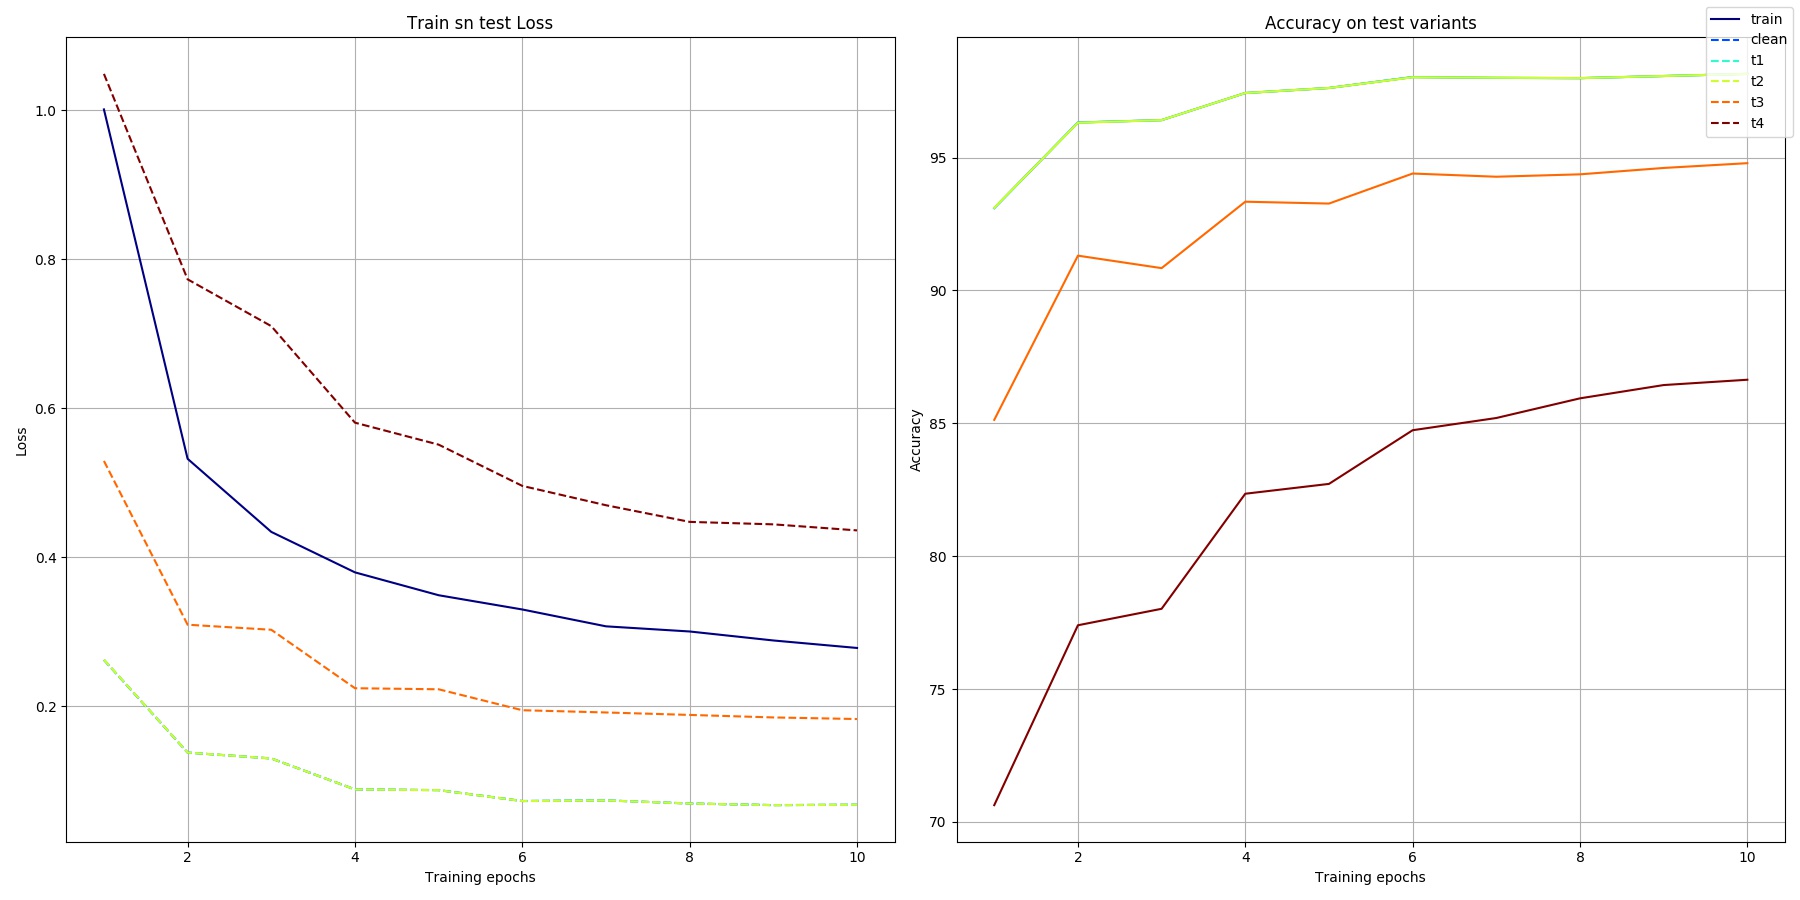 Train sn test Loss
1.0
0.8
0.6
0.4
0.2
Loss
2
4
6
8
10
Training epochs
Accuracy on test variants
95
90
85
80
75
70
Accuracy
2
4
6
8
10
Training epochs
train
clean
t1
t2
t3
t4